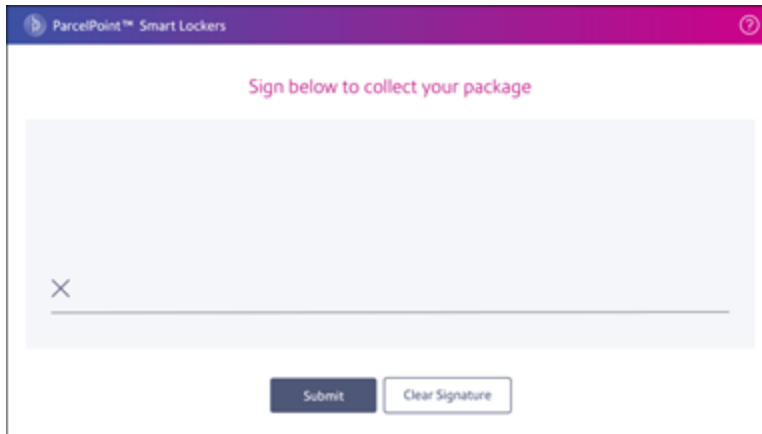 ParcelPoint™ Smart Lockers
Sign below to collect your package
Submit Clear Signature